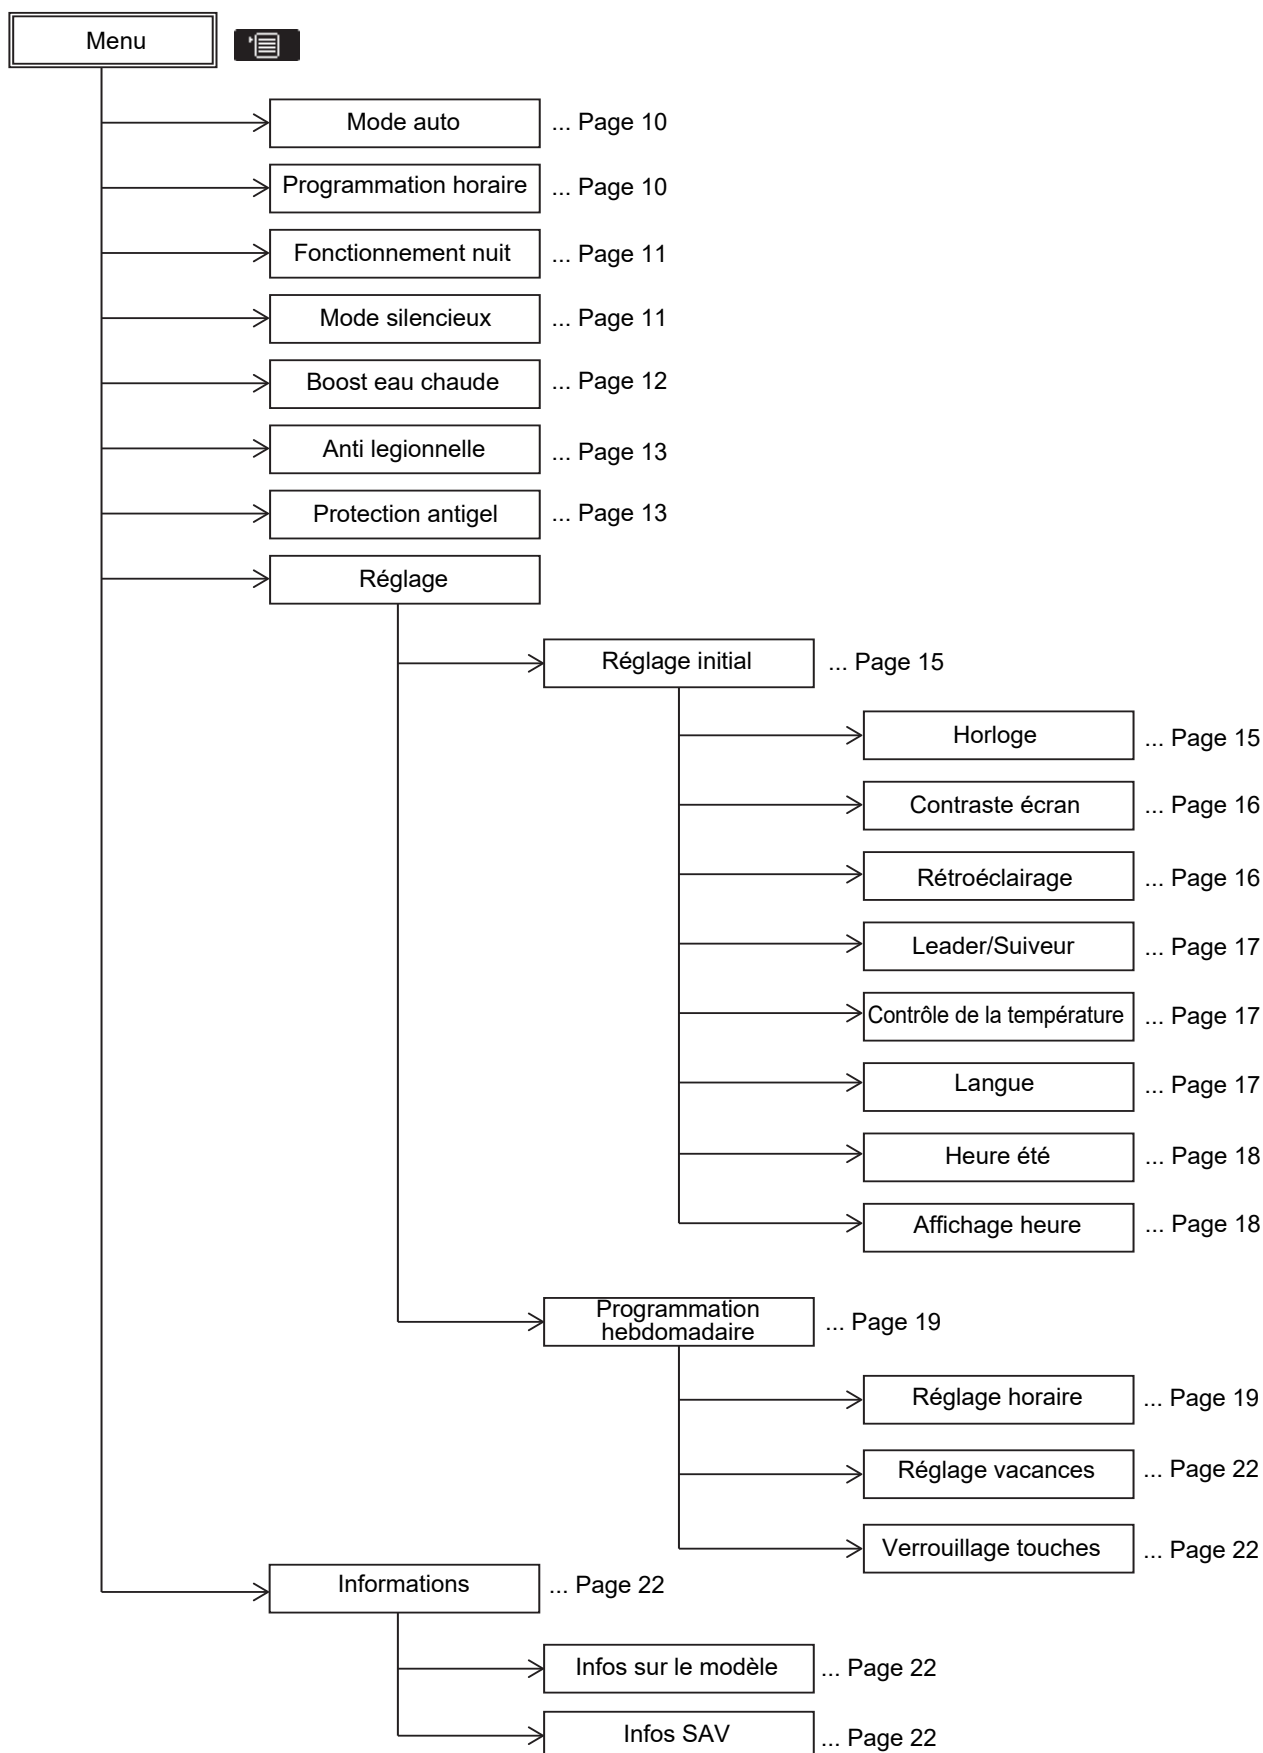 Menu
Mode auto ... Page 10
Programmation horaire ... Page 10
Fonctionnement nuit ... Page 11
Mode silencieux ... Page 11
Boost eau chaude ... Page 12
Anti legionnelle ... Page 13
Protection antigel ... Page 13
Réglage
Réglage initial ... Page 15
Horloge ... Page 15
Contraste écran ... Page 16
Rétroéclairage ... Page 16
Leader/Suiveur ... Page 17
Contrôle de la température ... Page 17
Langue ... Page 17
Heure été ... Page 18
Affichage heure ... Page 18
Programmation
hebdomadaire ... Page 19
Réglage horaire ... Page 19
Réglage vacances ... Page 22
Verrouillage touches ... Page 22
Informations ... Page 22
Infos sur le modèle ... Page 22
Infos SAV ... Page 22